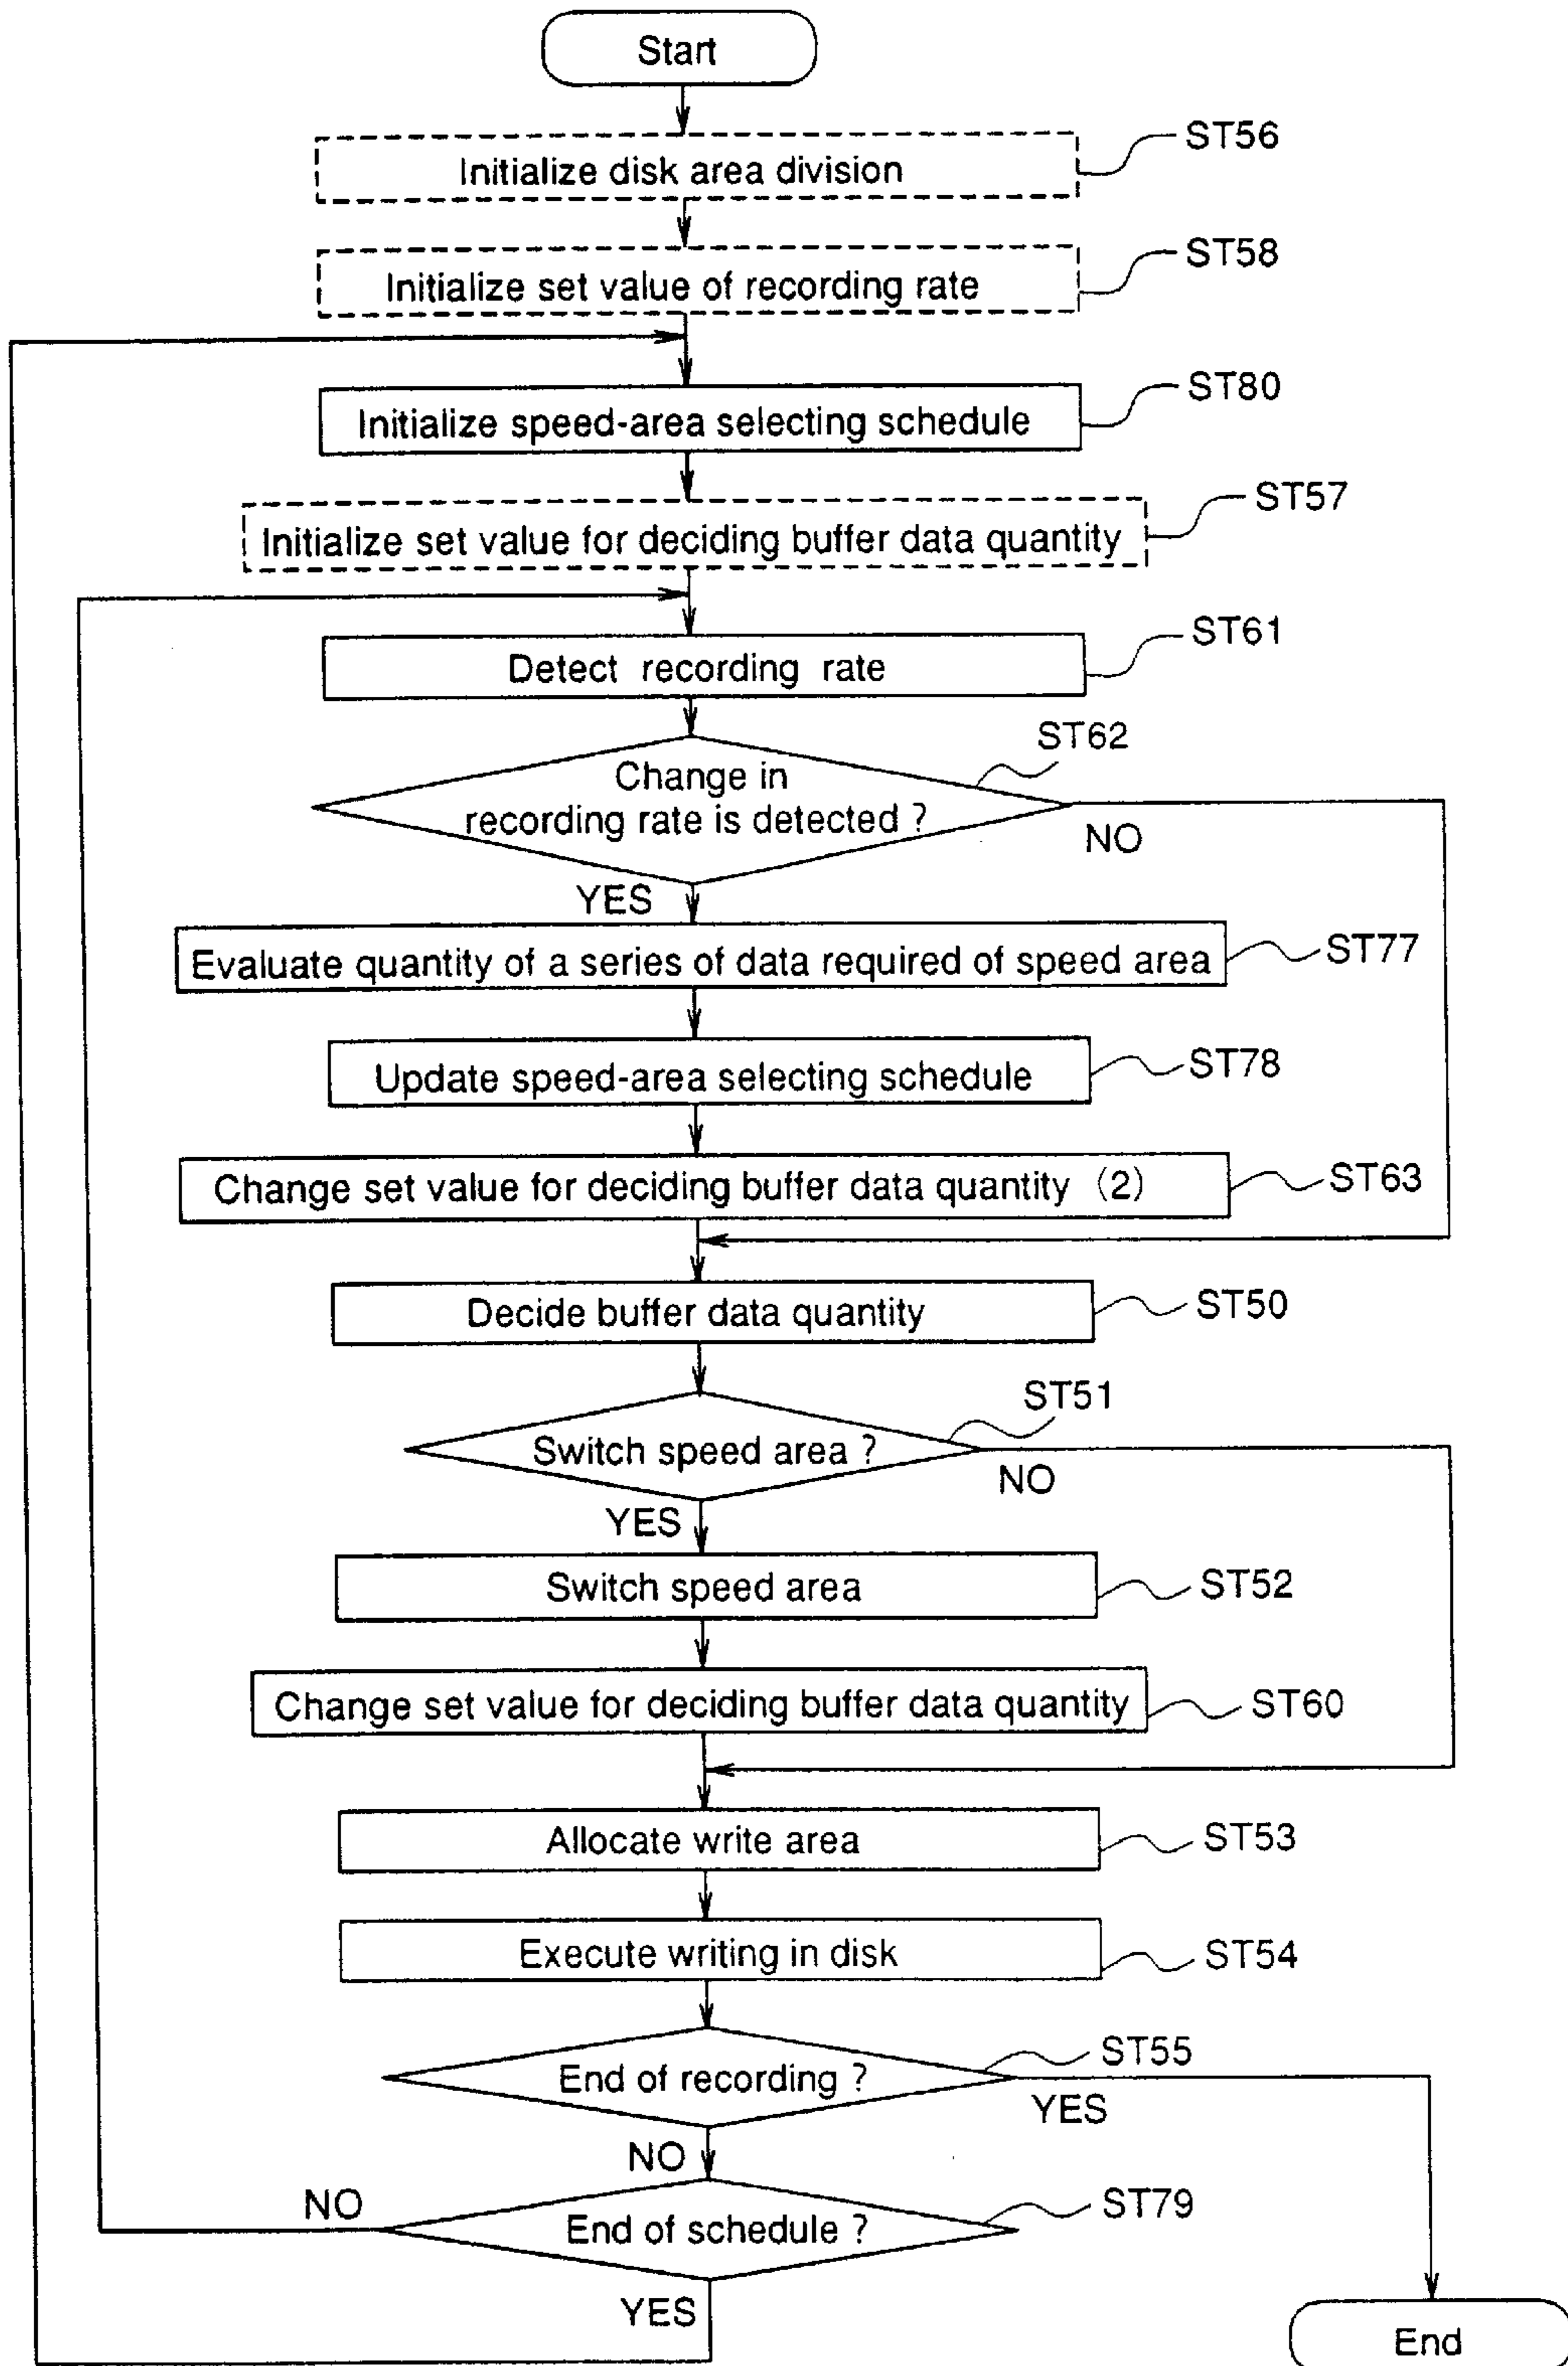 Start
Initialize disk area division
ST56
Initialize set value of recording rate
ST58
Initialize speed-area selecting schedule
ST80
Initialize set value for deciding buffer data quantity
ST57
Detect recording rate
ST61
Change in
recording rate is detected ?
ST62
NO
YES
Evaluate quantity of a series of data required of speed area
ST77
Update speed-area selecting schedule
ST78
Change set value for deciding buffer data quantity (2)
ST63
Decide buffer data quantity
ST50
Switch speed area ?
ST51
NO
YES
Switch speed area
ST52
Change set value for deciding buffer data quantity
ST60
Allocate write area
ST53
Execute writing in disk
ST54
End of recording ?
ST55
YES
NO
NO
End of schedule ?
ST79
YES
End